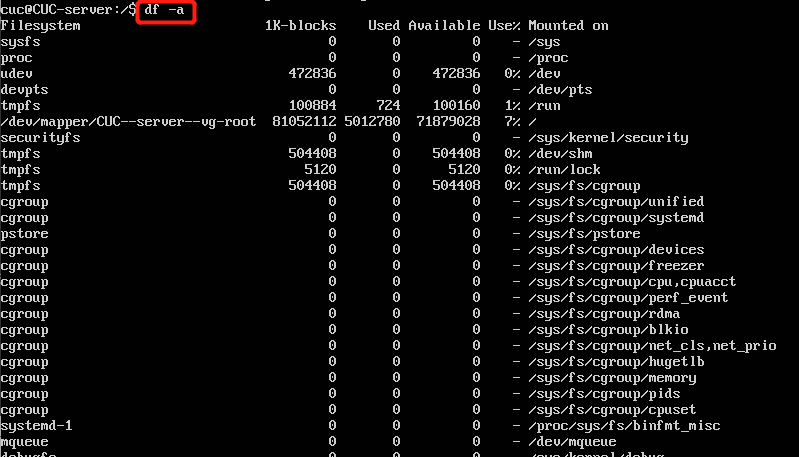 cuc@CUC-server:/$ df -a
Filesystem 1K-blocks Used Available Use% Mounted on
sysfs 0 0 0 - /sys
proc 0 0 0 - /proc
udev 472836 0 472836 0% /dev
devpts 0 0 0 - /dev/pts
tmpfs 100884 724 100160 1% /run
/dev/mapper/CUC--server--vg-root 81052112 5012780 71879028 7% /
securityfs 0 0 0 - /sys/kernel/security
tmpfs 504408 0 504408 0% /dev/shm
tmpfs 5120 0 5120 0% /run/lock
tmpfs 504408 0 504408 0% /sys/fs/cgroup
cgroup 0 0 0 - /sys/fs/cgroup/unified
cgroup 0 0 0 - /sys/fs/cgroup/systemd
pstore 0 0 0 - /sys/fs/pstore
cgroup 0 0 0 - /sys/fs/cgroup/devices
cgroup 0 0 0 - /sys/fs/cgroup/freezer
cgroup 0 0 0 - /sys/fs/cgroup/cpu,cpuacct
cgroup 0 0 0 - /sys/fs/cgroup/perf_event
cgroup 0 0 0 - /sys/fs/cgroup/rdma
cgroup 0 0 0 - /sys/fs/cgroup/blkio
cgroup 0 0 0 - /sys/fs/cgroup/net_cls,net_prio
cgroup 0 0 0 - /sys/fs/cgroup/hugetlb
cgroup 0 0 0 - /sys/fs/cgroup/memory
cgroup 0 0 0 - /sys/fs/cgroup/pids
cgroup 0 0 0 - /sys/fs/cgroup/cpuset
systemd-1 0 0 0 - /proc/sys/fs/binfmt_misc
mqueue 0 0 0 - /dev/mqueue
debugfs 0 0 0 - /sys/kernel/debug